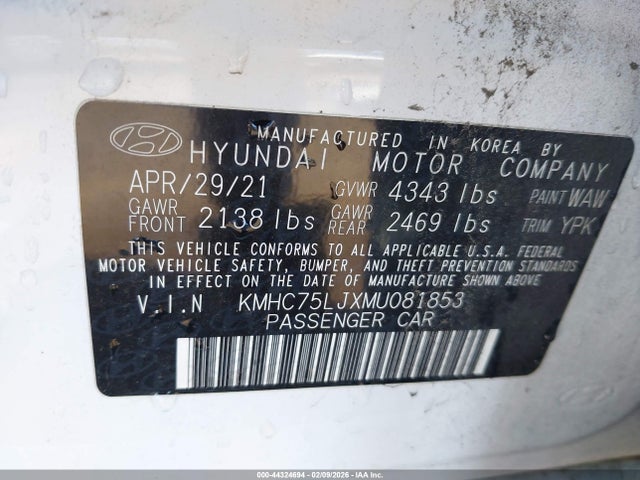 MANUFACTURED IN KOREA BY
HYUNDAI MOTOR COMPANY
APR/29/21 GVWR 4343 lbs PAINT WAW
GAWR FRONT 2138 lbs GAWR REAR 2469 lbs TRIM YPK
THIS VEHICLE CONFORMS TO ALL APPLICABLE U.S.A. FEDERAL
MOTOR VEHICLE SAFETY, BUMPER, AND THEFT PREVENTION STANDARDS
IN EFFECT ON THE DATE OF MANUFACTURE SHOWN ABOVE
V.I.N KMHC75LJXMU081853
PASSENGER CAR
000-44324694 - 02/09/2026 - IAAI.COM